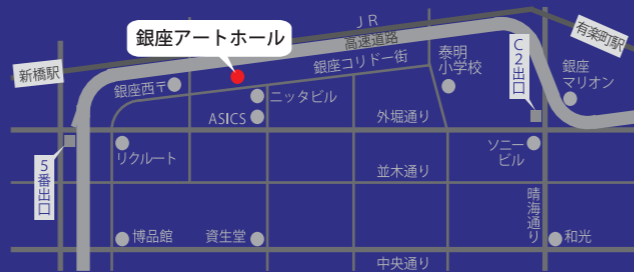 JR
有楽町駅
銀座アートホール
高速道路
新橋駅
銀座コリドー街
泰明
小学校
C2出口
銀座
マリオン
銀座西〒
ニッタビル
ASICS
外堀通り
5番出口
リクルート
ソニー
ビル
並木通り
晴海通り
博品館
資生堂
和光
中央通り